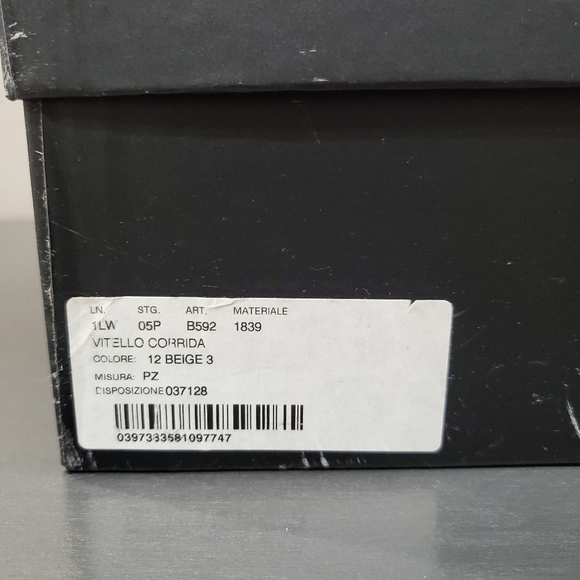 LN. STG. ART. MATERIALE
1LW 05P B592 1839
VITELLO CORRIDA
COLORE: 12 BEIGE 3
MISURA: PZ
DISPOSIZIONE 037128
0397383581097747